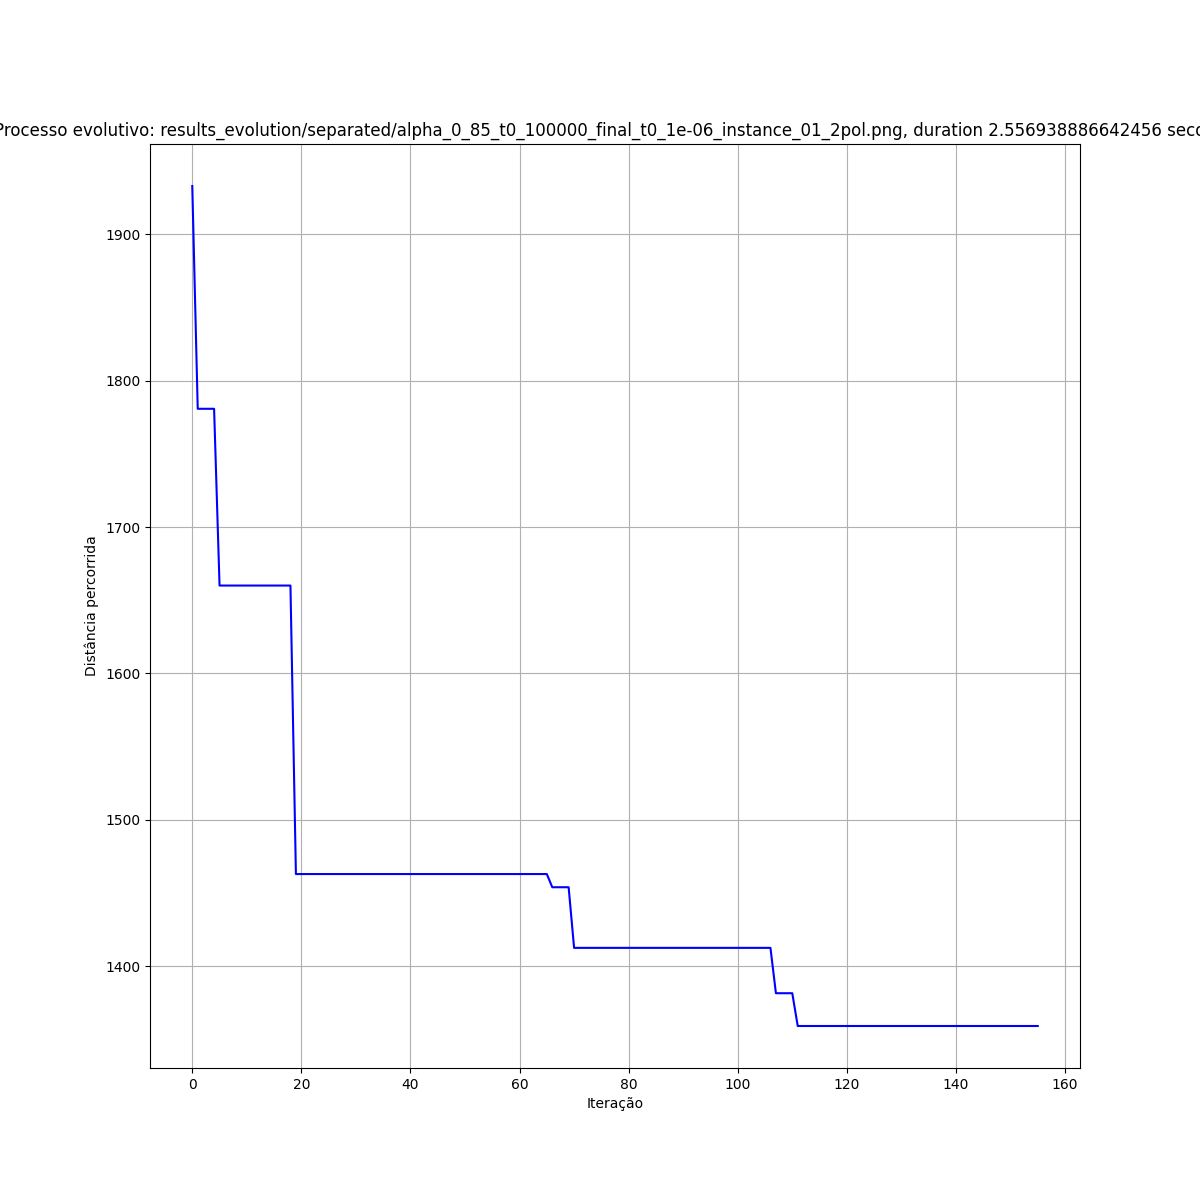 Processo evolutivo: results_evolution/separated/alpha_0_85_t0_100000_final_t0_1e-06_instance_01_2pol.png, duration 2.556938886642456 seco
1900
1800
1700
1600
1500
1400
Distância percorrida
0 20 40 60 80 100 120 140 160
Iteração